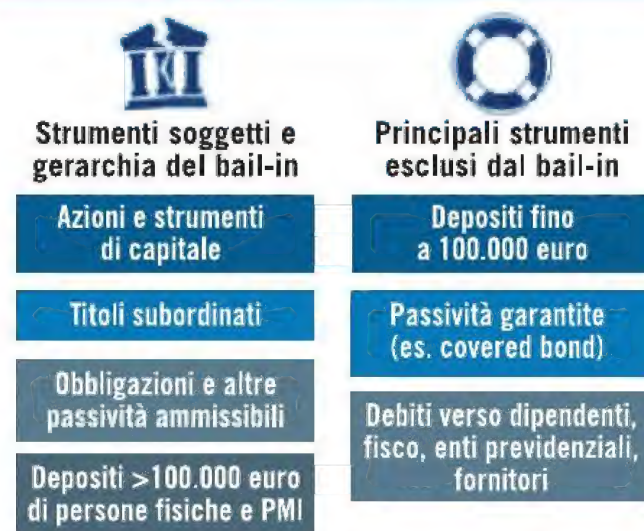 Strumenti soggetti e
gerarchia del bail-in
Azioni e strumenti
di capitale
Titoli subordinati
Obbligazioni e altre
passività ammissibili
Depositi >100.000 euro
di persone fisiche e PMI
Principali strumenti
esclusi dal bail-in
Depositi fino
a 100.000 euro
Passività garantite
(es. covered bond)
Debiti verso dipendenti,
fisco, enti previdenziali,
fornitori